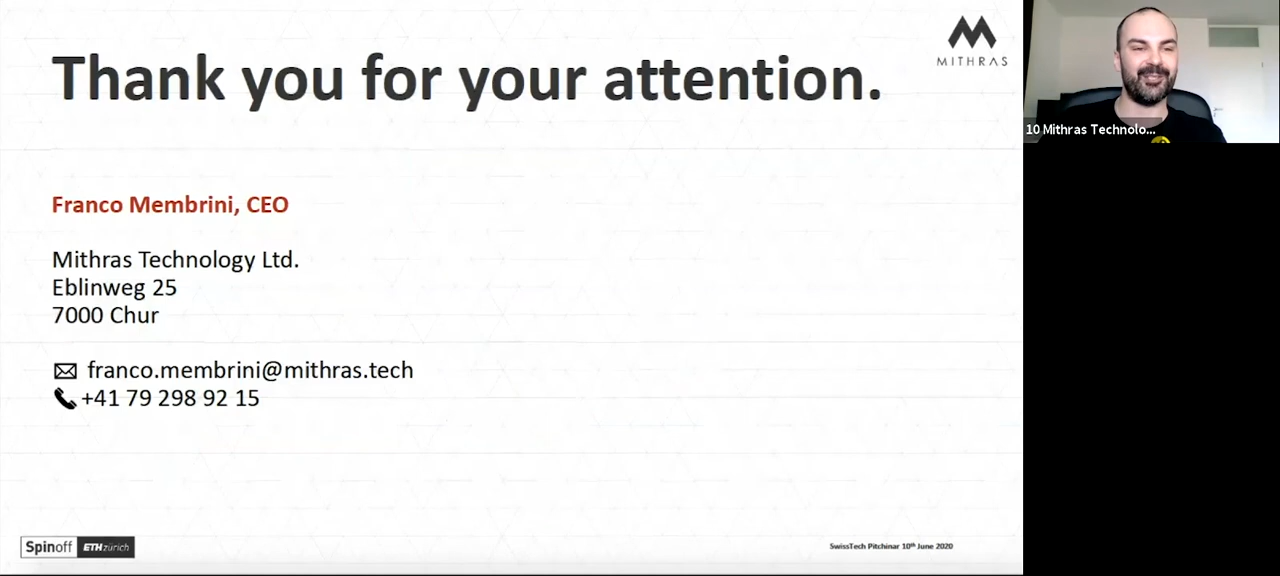 Thank you for your attention.
MITHRAS
10 Mithras Technolo...
Franco Membrini, CEO
Mithras Technology Ltd.
Eblinweg 25
7000 Chur
franco.membrini@mithras.tech
+41 79 298 92 15
Spinoff ETH zürich
SwissTech Pitchinar 10th June 2020